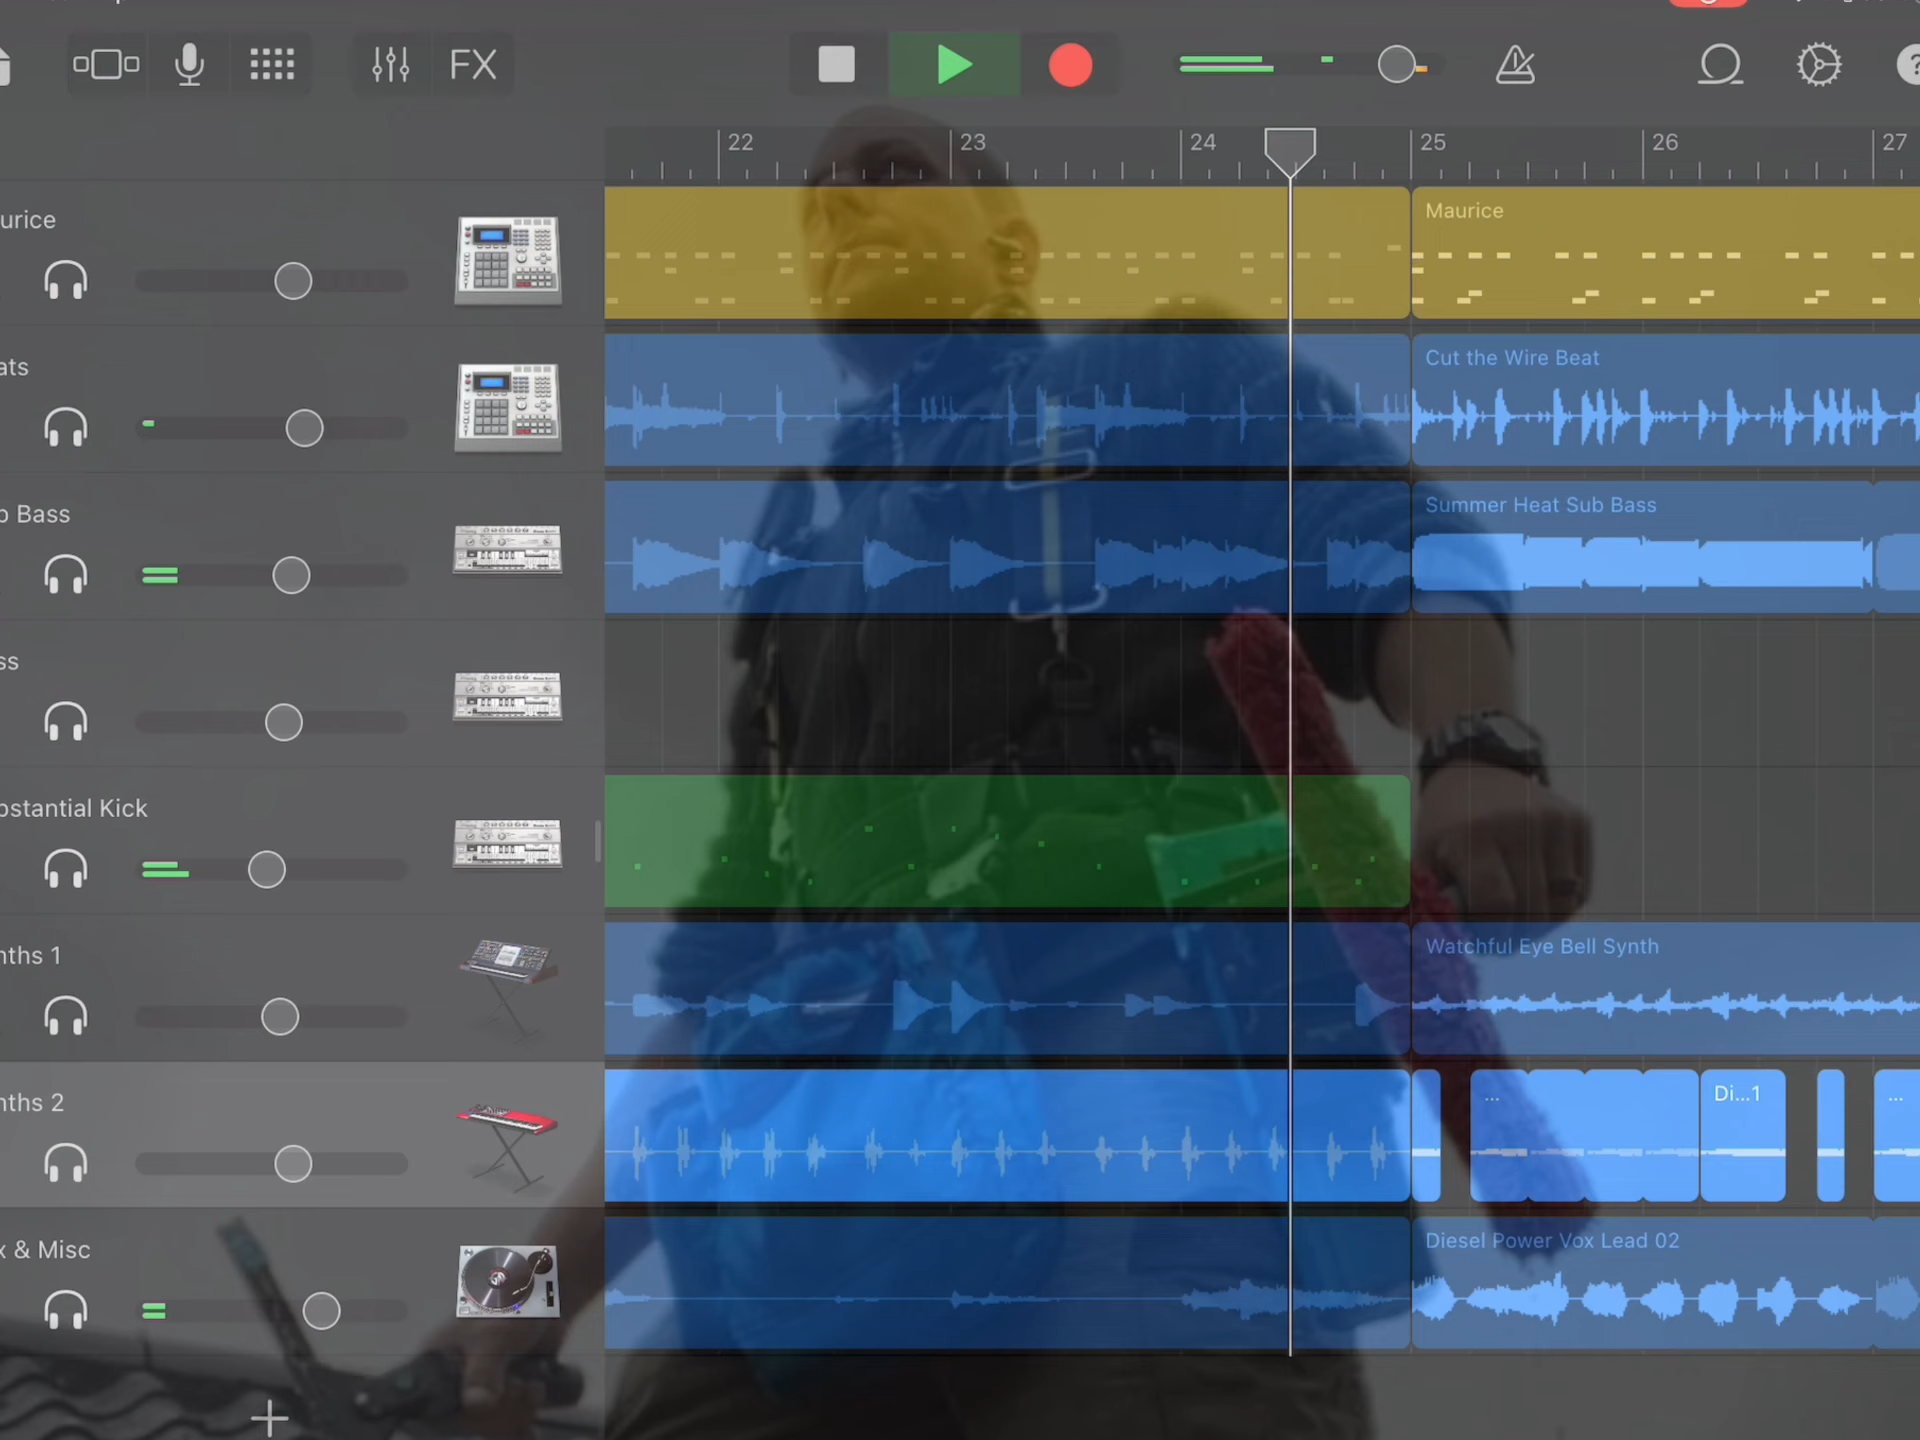 FX
22 23 24 25 26 27
urice
Maurice
ats
Cut the Wire Beat
b Bass
Summer Heat Sub Bass
ss
bstantial Kick
nths 1
Watchful Eye Bell Synth
nths 2
...
Di...1
...
x & Misc
Diesel Power Vox Lead 02